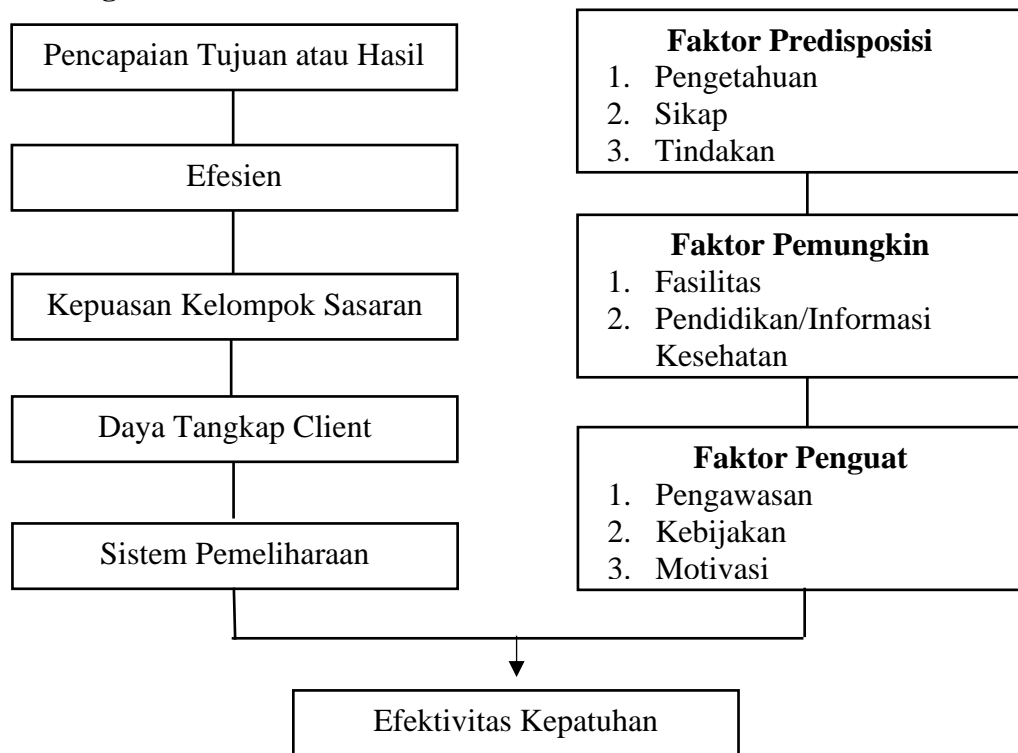 Pencapaian Tujuan atau Hasil
Efesien
Kepuasan Kelompok Sasaran
Daya Tangkap Client
Sistem Pemeliharaan
Faktor Predisposisi
1. Pengetahuan
2. Sikap
3. Tindakan
Faktor Pemungkin
1. Fasilitas
2. Pendidikan/Informasi
Kesehatan
Faktor Penguat
1. Pengawasan
2. Kebijakan
3. Motivasi
Efektivitas Kepatuhan